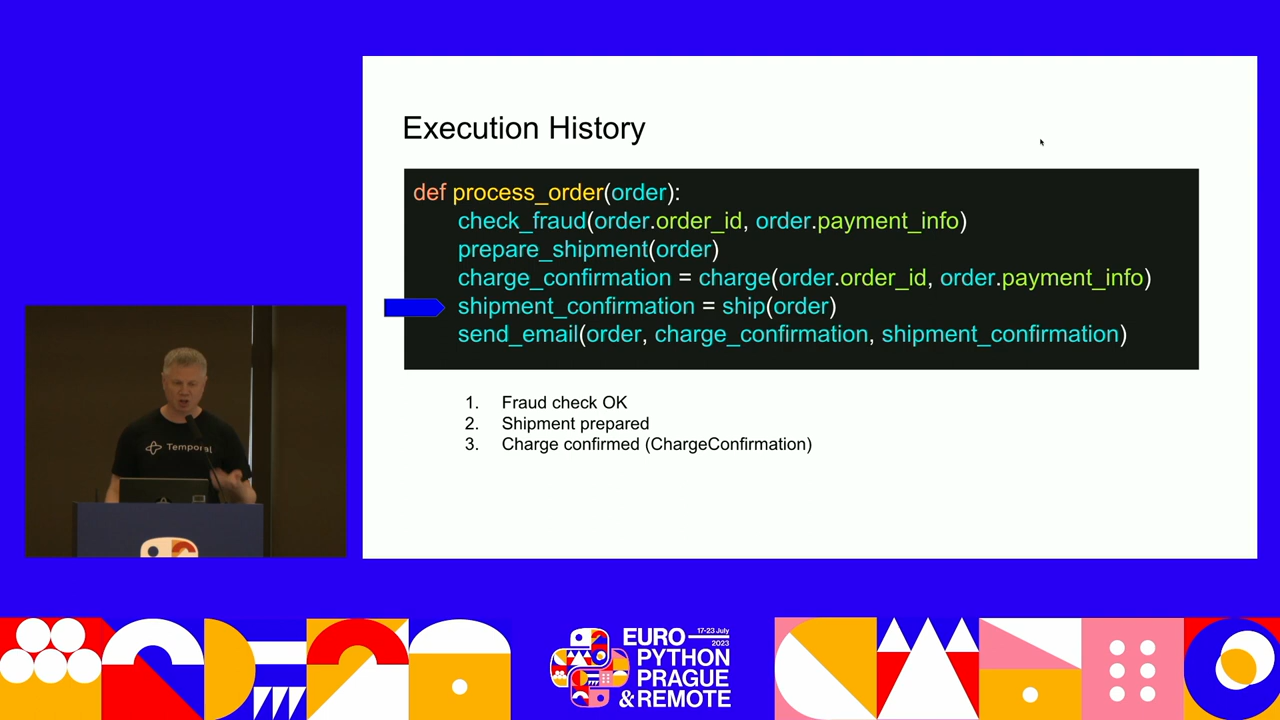 Execution History
def process_order(order):
check_fraud(order.order_id, order.payment_info)
prepare_shipment(order)
charge_confirmation = charge(order.order_id, order.payment_info)
shipment_confirmation = ship(order)
send_email(order, charge_confirmation, shipment_confirmation)
1. Fraud check OK
2. Shipment prepared
3. Charge confirmed (ChargeConfirmation)
Temporal
EURO
17-23 July
2023
PYTHON
PRAGUE
& REMOTE